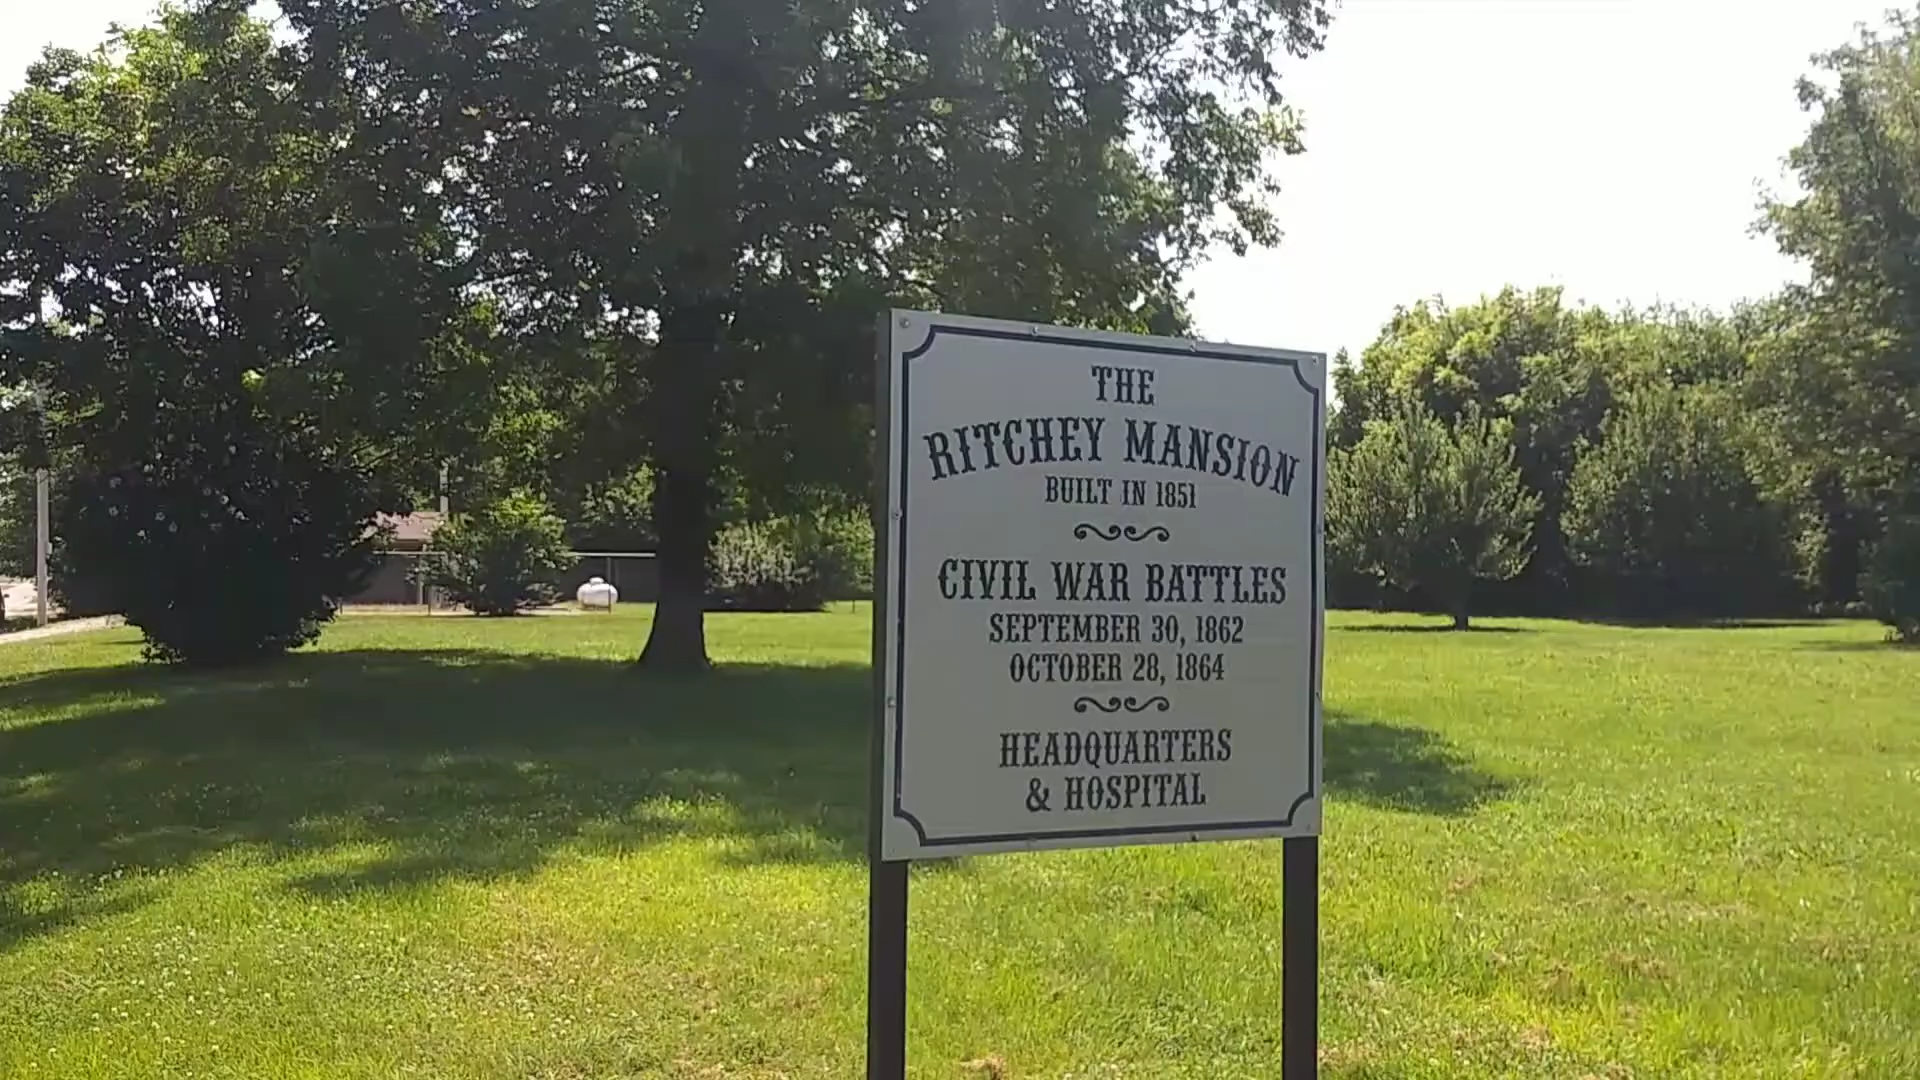 THE
RITCHEY MANSION
BUILT IN 1851
CIVIL WAR BATTLES
SEPTEMBER 30, 1862
OCTOBER 28, 1864
HEADQUARTERS
& HOSPITAL